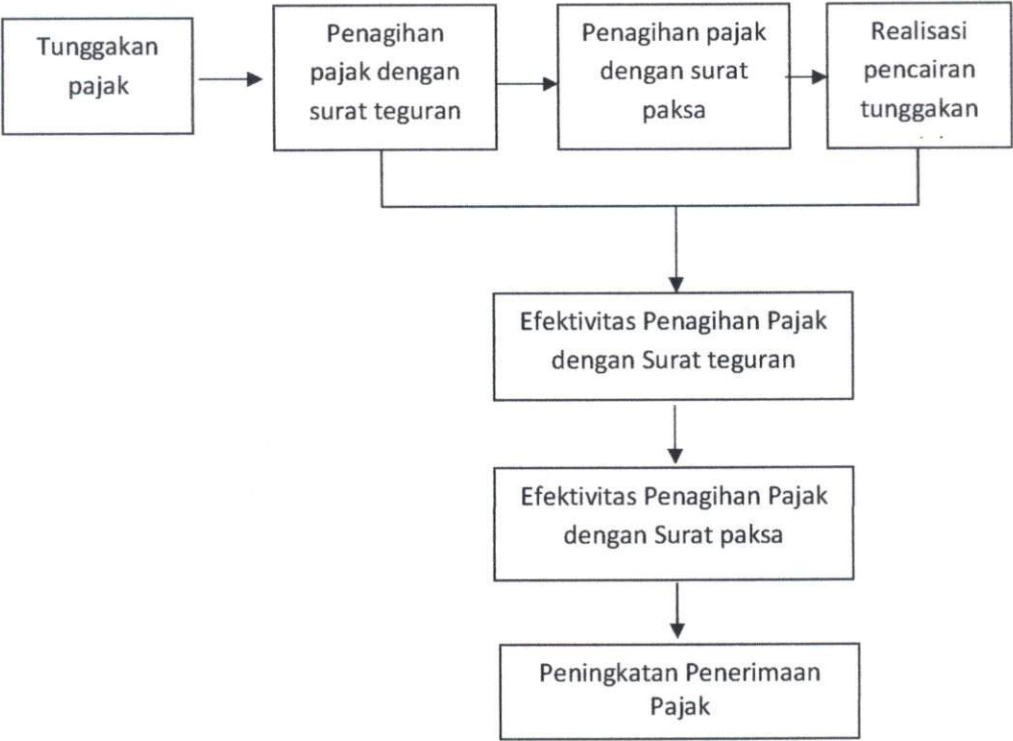 Tunggakan
pajak
Penagihan
pajak dengan
surat teguran
Penagihan pajak
dengan surat
paksa
Realisasi
pencairan
tunggakan
Efektivitas Penagihan Pajak
dengan Surat teguran
Efektivitas Penagihan Pajak
dengan Surat paksa
Peningkatan Penerimaan
Pajak